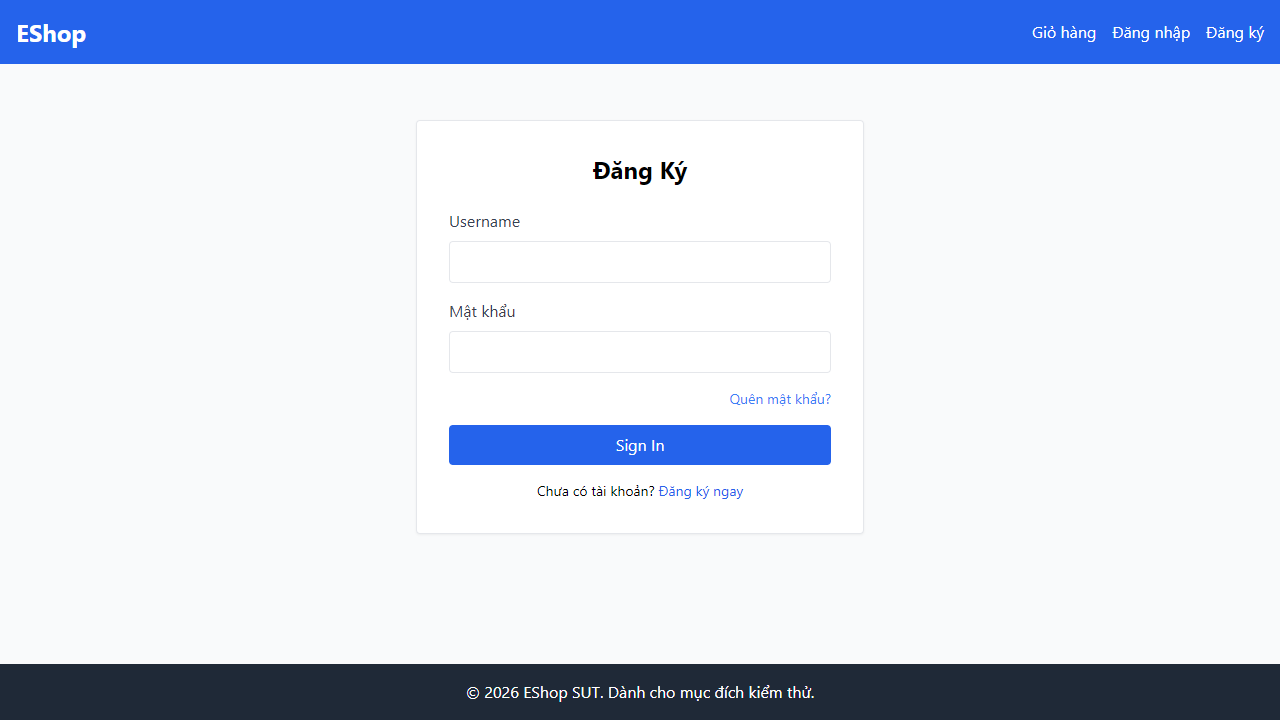 EShop
Giỏ hàng Đăng nhập Đăng ký
Đăng Ký
Username
Mật khẩu
Quên mật khẩu?
Sign In
Chưa có tài khoản? Đăng ký ngay
© 2026 EShop SUT. Dành cho mục đích kiểm thử.